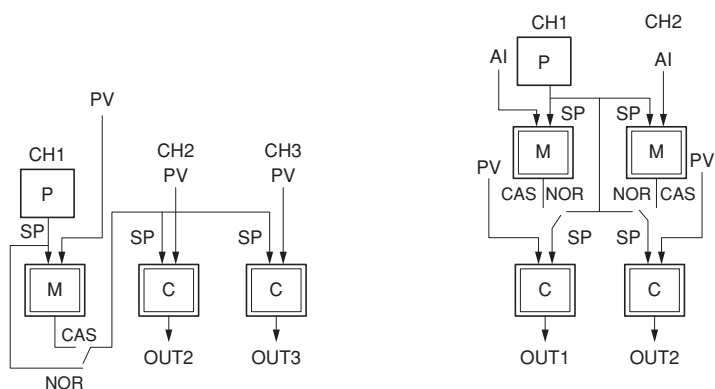 CH1 CH2
AI AI
P
PV
SP SP
CH1 CH2 CH3
PV PV
M M
PV PV
P
CAS NOR NOR CAS
SP
SP SP
SP SP
M C C
C C
CAS
OUT2 OUT3
OUT1 OUT2
NOR